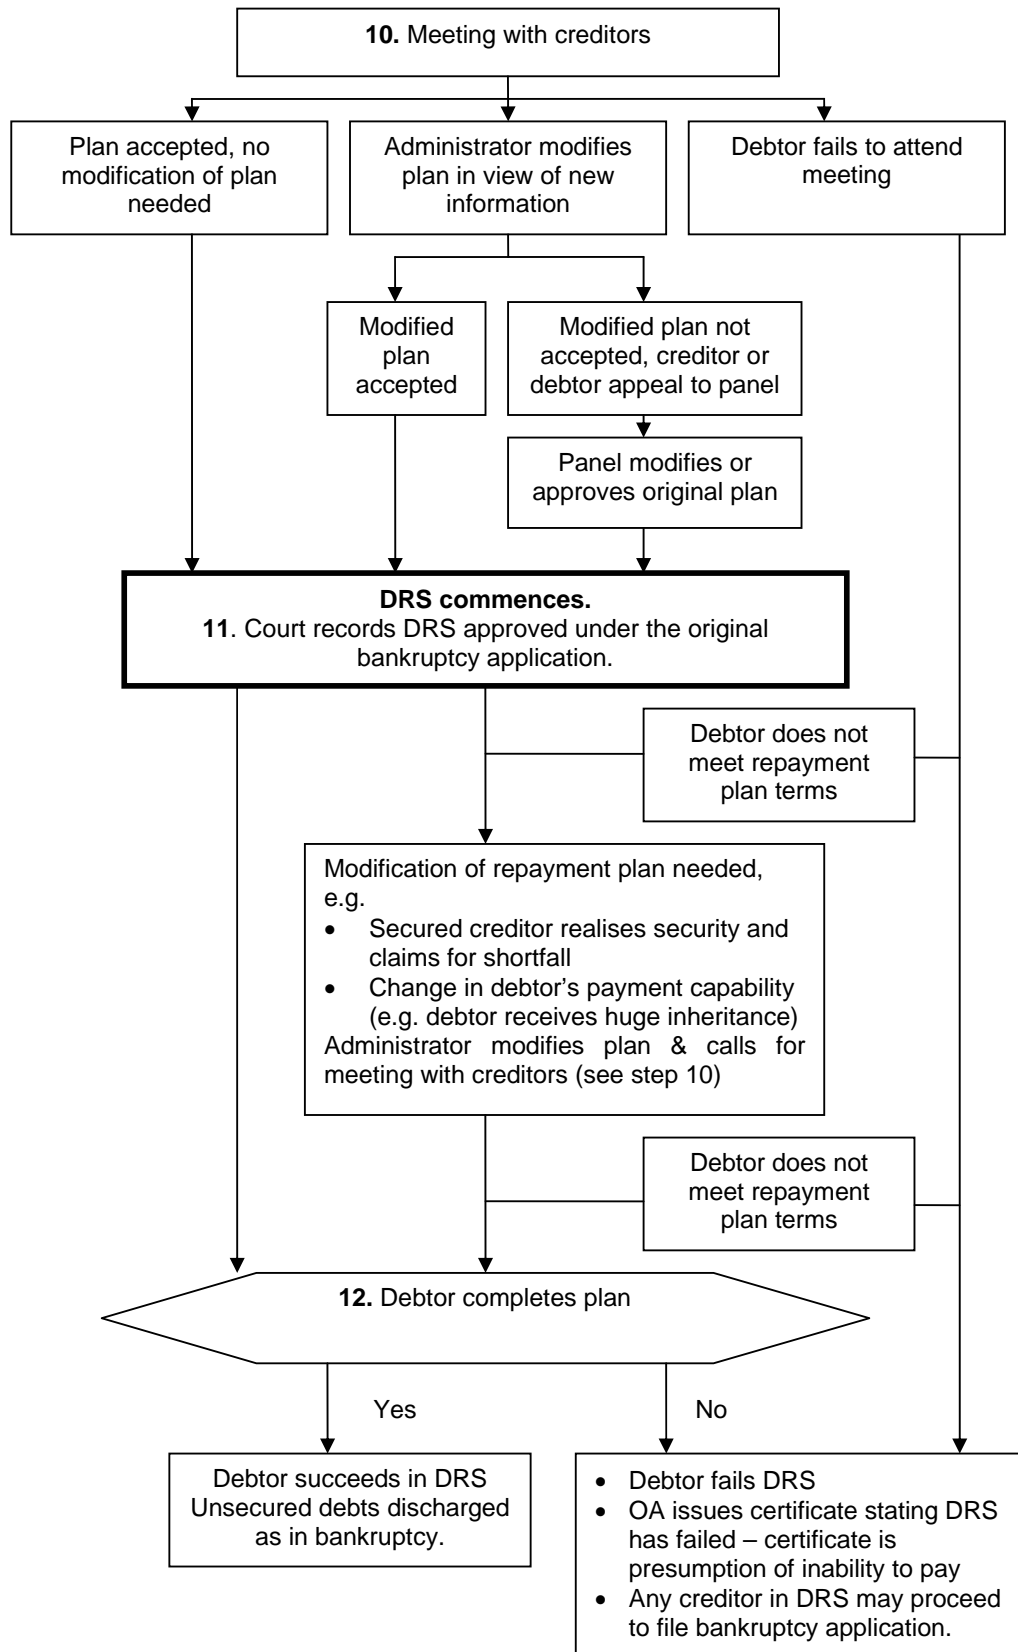 10. Meeting with creditors
Plan accepted, no
modification of plan
needed
Administrator modifies
plan in view of new
information
Debtor fails to attend
meeting
Modified
plan
accepted
Modified plan not
accepted, creditor or
debtor appeal to panel
Panel modifies or
approves original plan
DRS commences.
11. Court records DRS approved under the original
bankruptcy application.
Debtor does not
meet repayment
plan terms
Modification of repayment plan needed,
e.g.
• Secured creditor realises security and
claims for shortfall
• Change in debtor’s payment capability
(e.g. debtor receives huge inheritance)
Administrator modifies plan & calls for
meeting with creditors (see step 10)
Debtor does not
meet repayment
plan terms
12. Debtor completes plan
Yes
No
Debtor succeeds in DRS
Unsecured debts discharged
as in bankruptcy.
• Debtor fails DRS
• OA issues certificate stating DRS
has failed – certificate is
presumption of inability to pay
• Any creditor in DRS may proceed
to file bankruptcy application.